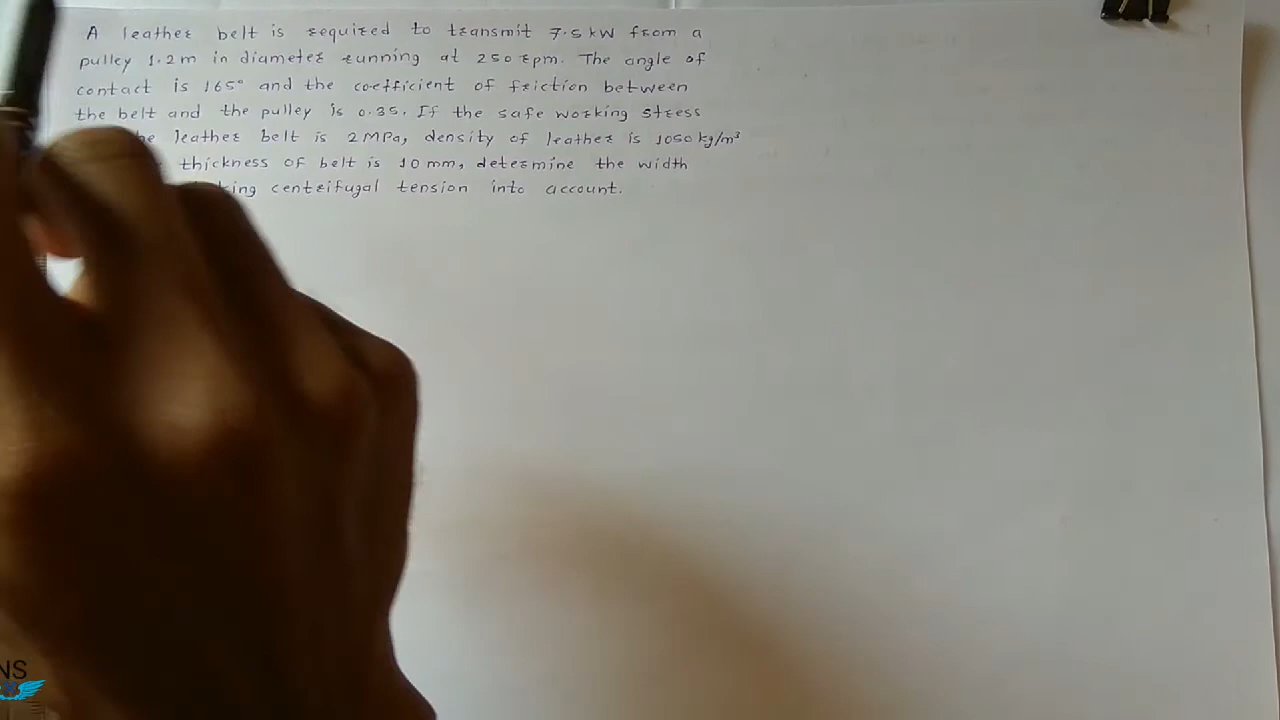 A leather belt is required to transmit 7.5 kW from a
pulley 1.2 m in diameter running at 250 rpm. The angle of
contact is 165° and the coefficient of friction between
the belt and the pulley is 0.35. If the safe working stress
leather belt is 2 MPa, density of leather is 1050 kg/m³
thickness of belt is 10 mm, determine the width
centrifugal tension into account.
NS